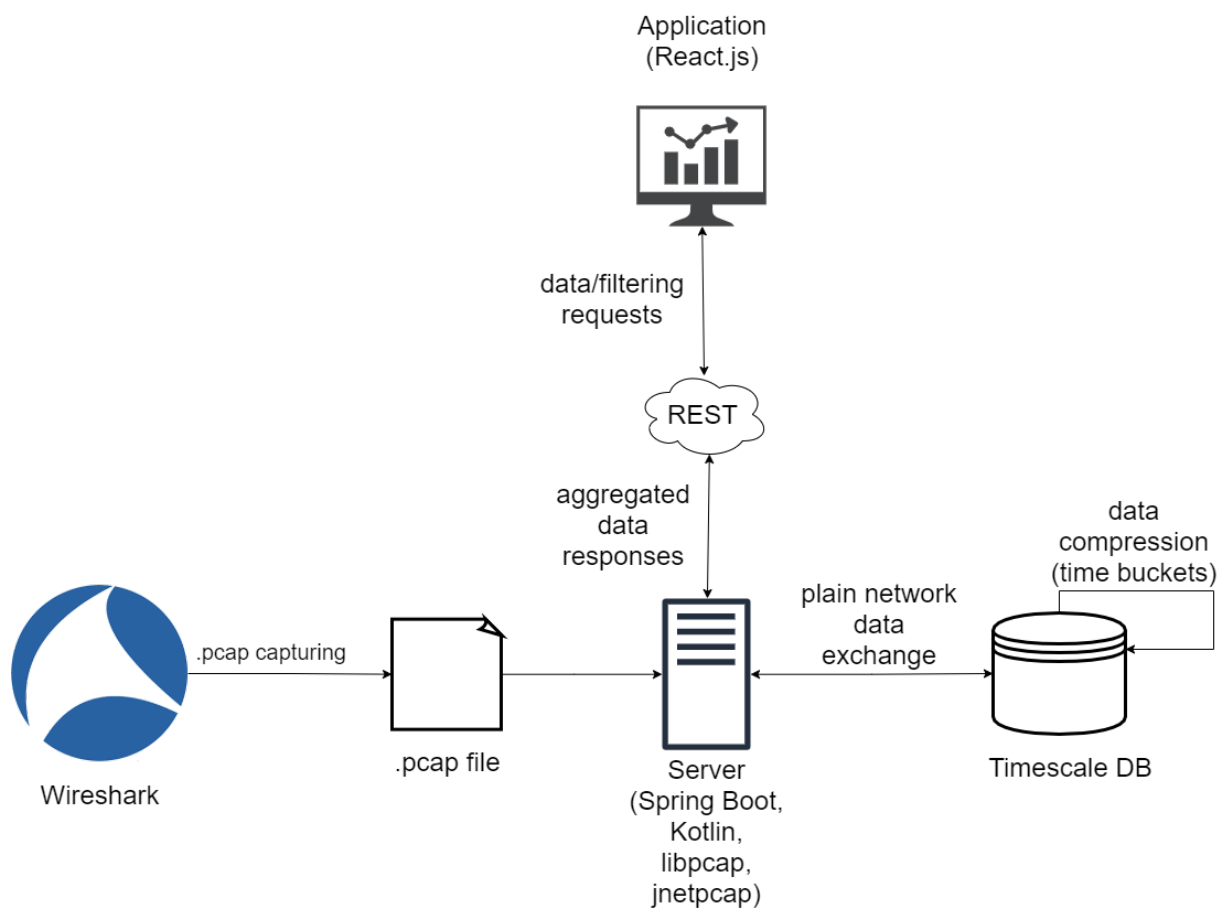 Application
(React.js)
data/filtering
requests
REST
aggregated
data
responses
data
compression
(time buckets)
plain network
data
exchange
.pcap capturing
.pcap file
Wireshark
Server
(Spring Boot,
Kotlin,
libpcap,
jnetpcap)
Timescale DB